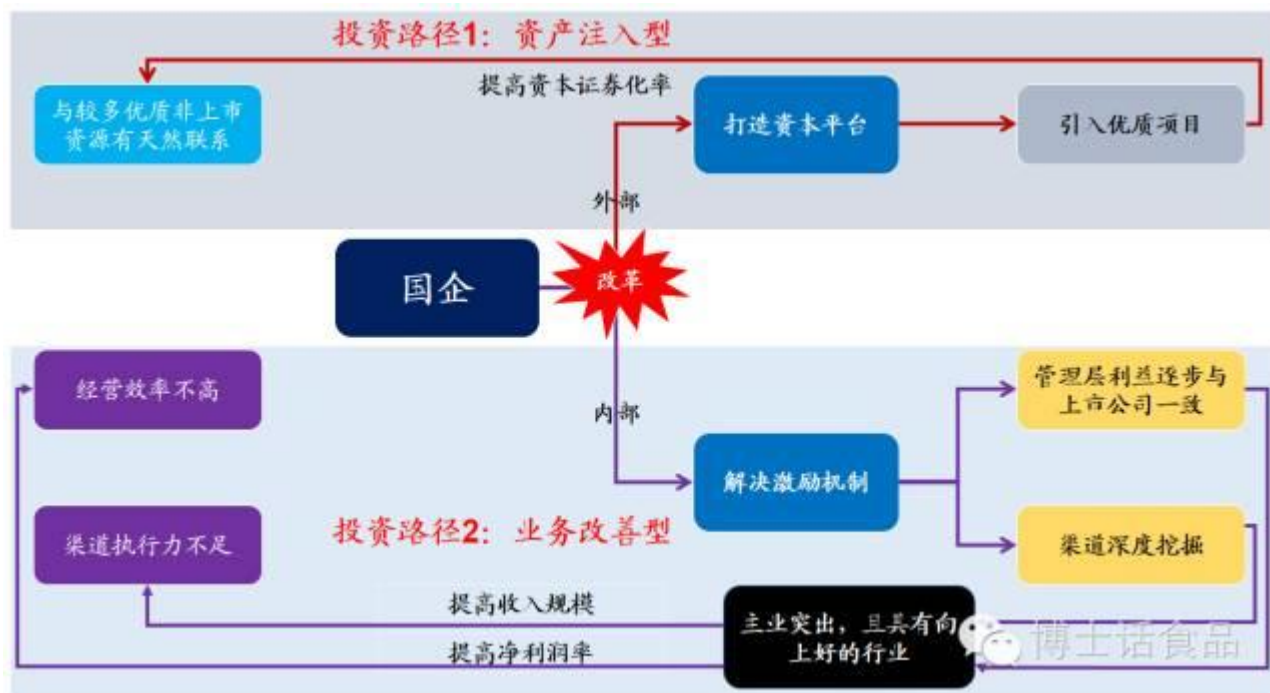 投资路径1：资产注入型
提高资本证券化率
与较多优质非上市
资源有天然联系
打造资本平台
引入优质项目
外部
国企
改革
经营效率不高
内部
管理层利益逐步与
上市公司一致
解决激励机制
渠道执行力不足
投资路径2：业务改善型
渠道深度挖掘
提高收入规模
提高净利润率
主业突出，且具有向
上好的行业
博士话食品